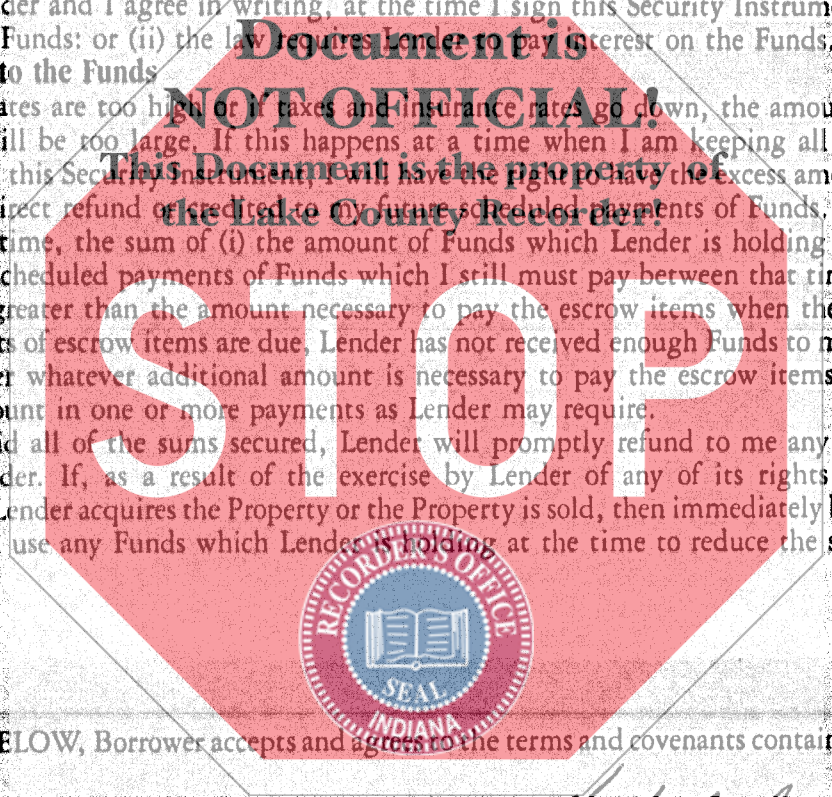 der and I agree in writing, at the time I sign this Security Instrum
Document is
Funds: or (ii) the law requires Lender to pay interest on the Funds,
to the Funds
NOT OFFICIAL!
ates are too high or if taxes and insurance rates go down, the amou
ill be too large. If this happens at a time when I am keeping all
This Document is the property of
this Security Instrument, I will have the right to have the excess am
the Lake County Recorder!
irect refund or credited to my future scheduled payments of Funds.
time, the sum of (i) the amount of Funds which Lender is holding
cheduled payments of Funds which I still must pay between that tin
greater than the amount necessary to pay the escrow items when the
STOP
ts of escrow items are due, Lender has not received enough Funds to m
er whatever additional amount is necessary to pay the escrow items
ount in one or more payments as Lender may require.
id all of the sums secured, Lender will promptly refund to me any
der. If, as a result of the exercise by Lender of any of its rights
Lender acquires the Property or the Property is sold, then immediately
use any Funds which Lender is holding at the time to reduce the s
RECORDER'S OFFICE
SEAL
INDIANA
ELOW, Borrower accepts and agrees to the terms and covenants contain